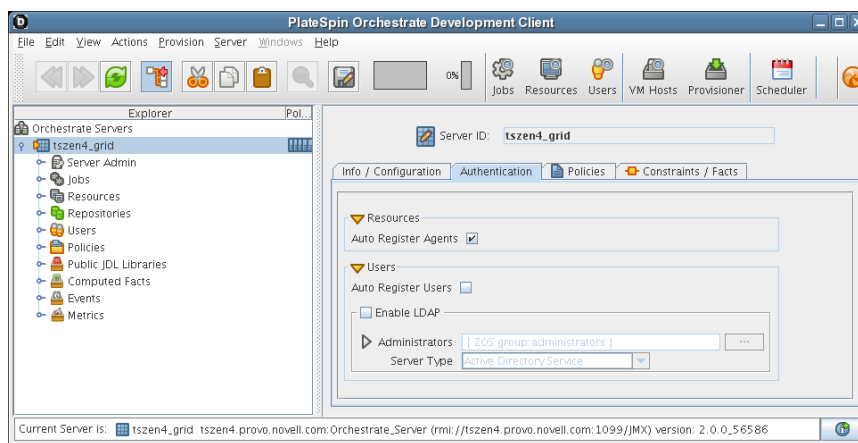 PlateSpin Orchestrate Development Client
File Edit View Actions Provision Server Windows Help
0%
Jobs Resources Users VM Hosts Provisioner Scheduler
Explorer Pol...
Orchestrate Servers
tszen4_grid
Server Admin
Jobs
Resources
Repositories
Users
Policies
Public JDL Libraries
Computed Facts
Events
Metrics
Server ID: tszen4_grid
Info / Configuration Authentication Policies Constraints / Facts
Resources
Auto Register Agents
Users
Auto Register Users
Enable LDAP
Administrators [ ZOS:group:administrators ] ...
Server Type Active Directory Service
Current Server is: tszen4_grid tszen4.provo.novell.com:Orchestrate_Server (rmi://tszen4.provo.novell.com:1099/JMX) version: 2.0.0_56586